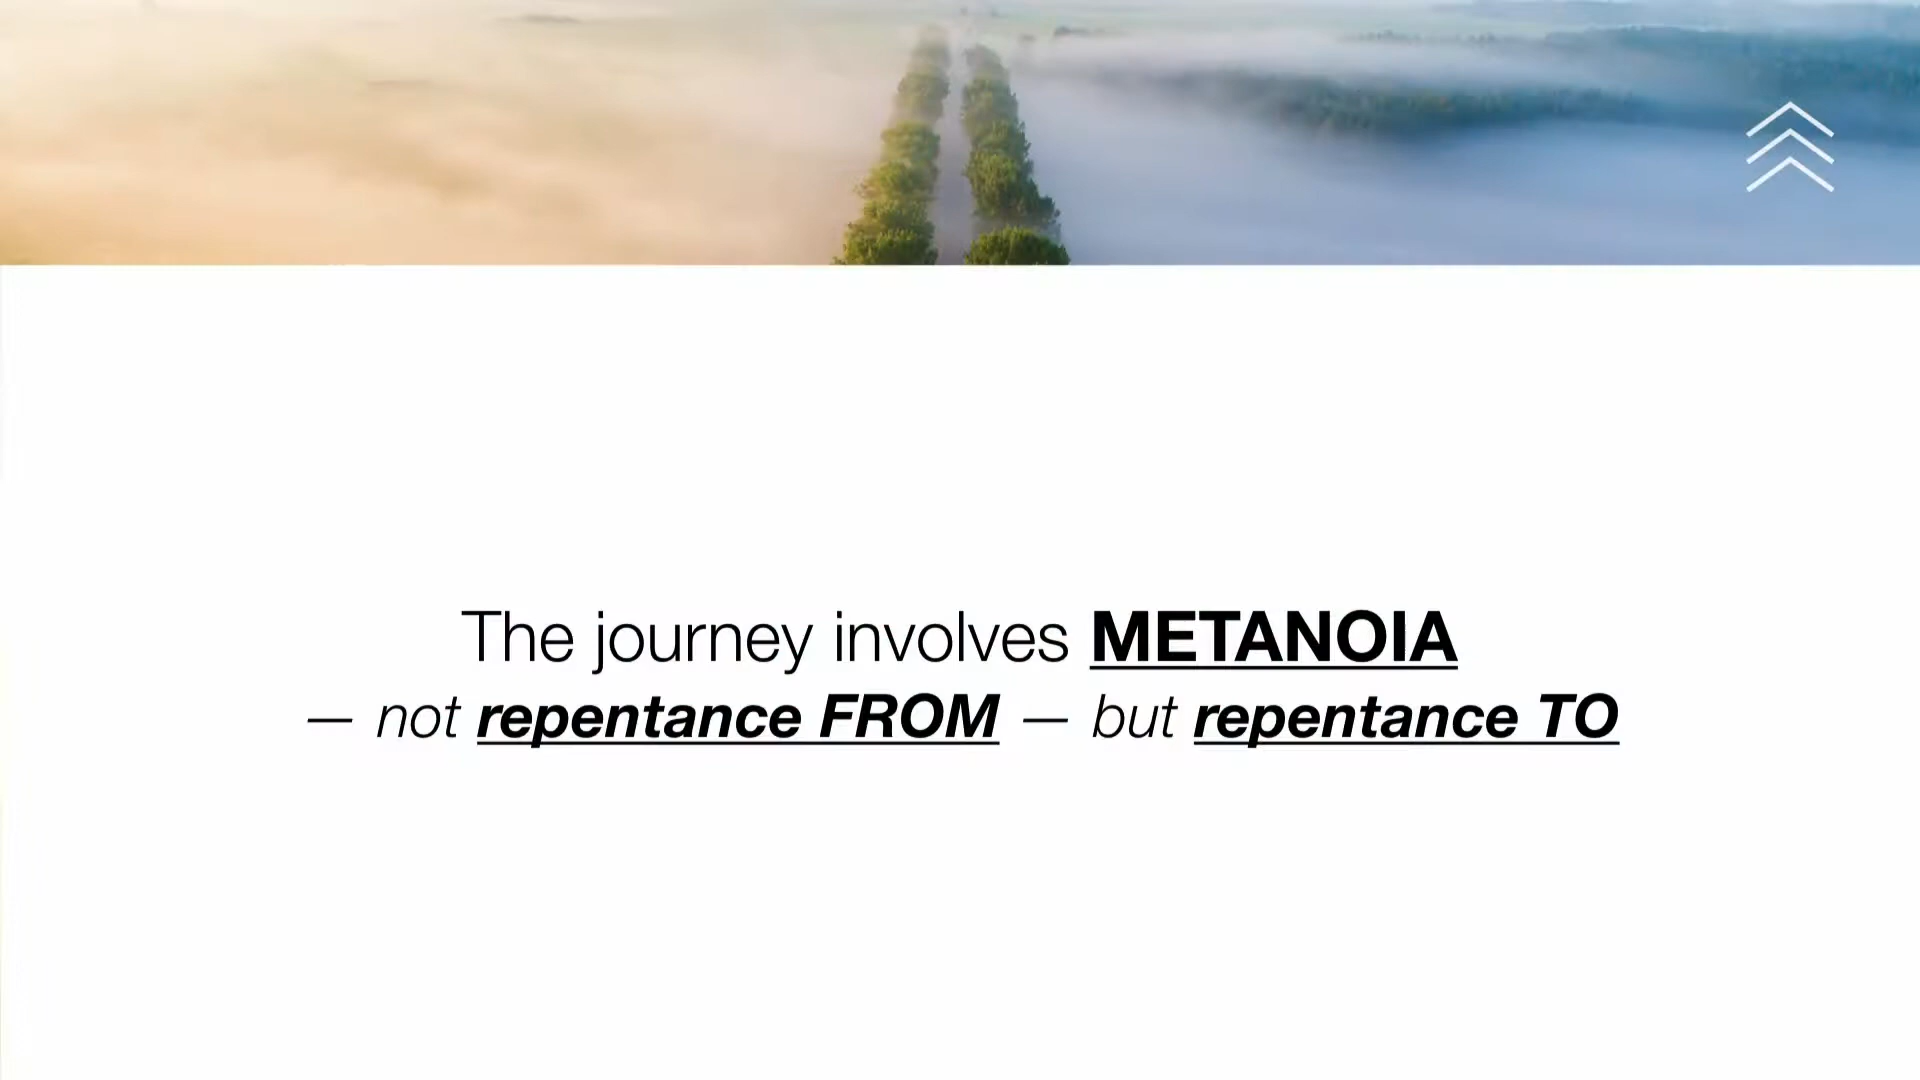 The journey involves METANOIA
— not repentance FROM — but repentance TO